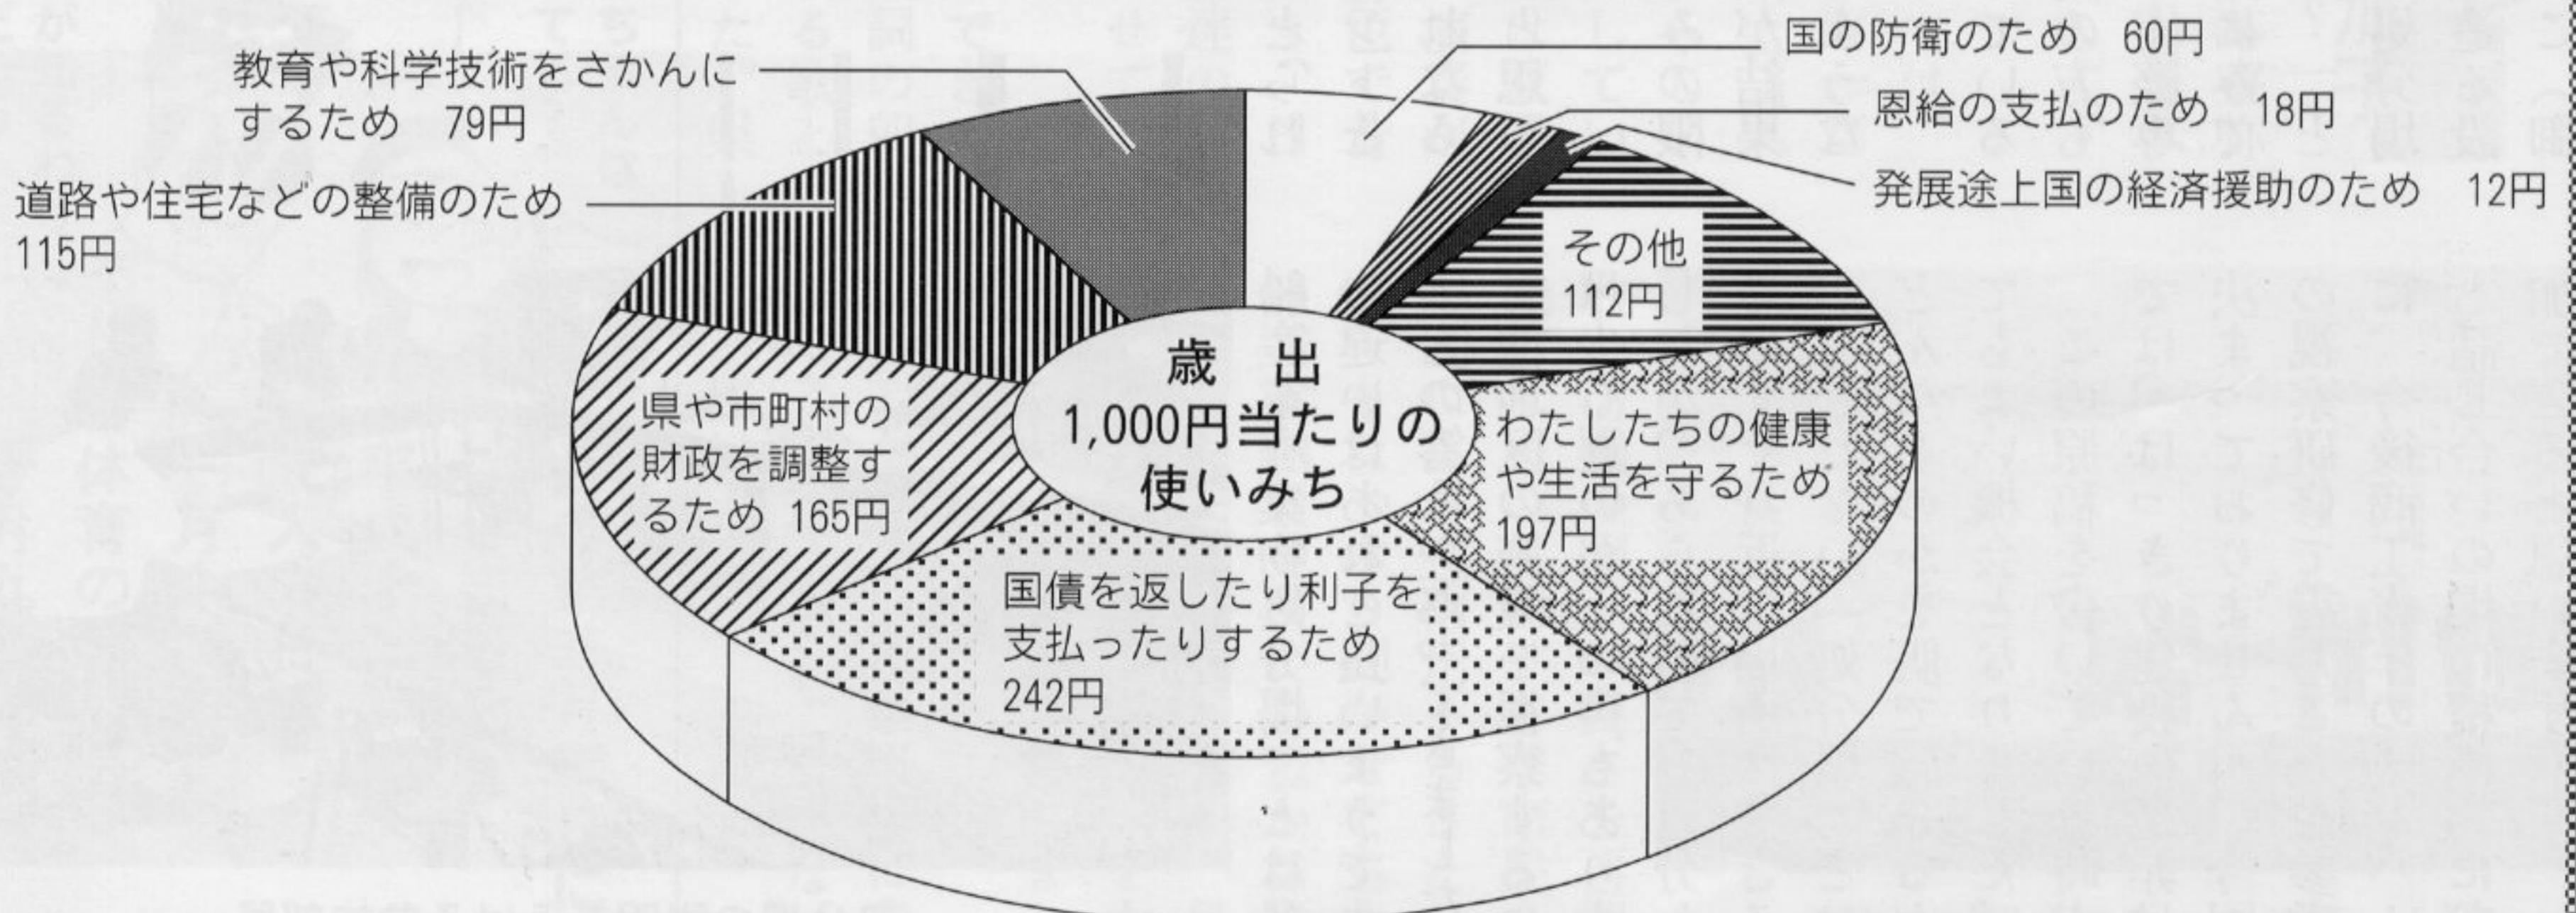 教育や科学技術をさかんに
するため 79円
道路や住宅などの整備のため
115円
国の防衛のため 60円
恩給の支払のため 18円
発展途上国の経済援助のため 12円
その他
112円
歳 出
1,000円当たりの
使いみち
県や市町村の
財政を調整す
るため 165円
わたしたちの健康
や生活を守るため
197円
国債を返したり利子を
支払ったりするため
242円